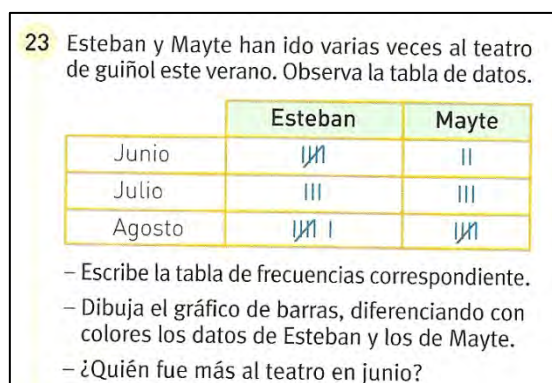 23 Esteban y Mayte han ido varias veces al teatro
de guiñol este verano. Observa la tabla de datos.
Esteban Mayte
Junio
Julio
Agosto
– Escribe la tabla de frecuencias correspondiente.
– Dibuja el gráfico de barras, diferenciando con
colores los datos de Esteban y los de Mayte.
– ¿Quién fue más al teatro en junio?